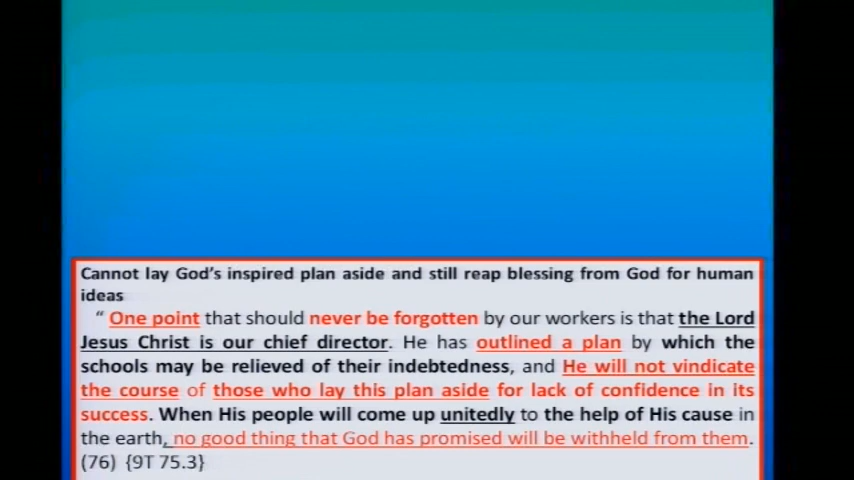 Cannot lay God's inspired plan aside and still reap blessing from God for human
ideas
“ One point that should never be forgotten by our workers is that the Lord
Jesus Christ is our chief director. He has outlined a plan by which the
schools may be relieved of their indebtedness, and He will not vindicate
the course of those who lay this plan aside for lack of confidence in its
success. When His people will come up unitedly to the help of His cause in
the earth, no good thing that God has promised will be withheld from them.
(76) {9T 75.3}